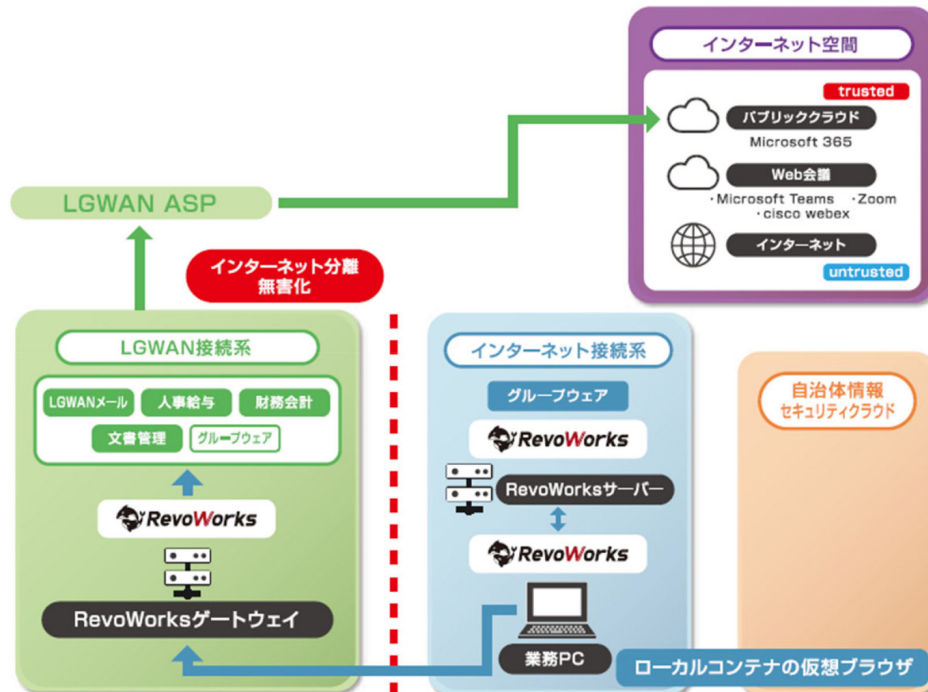 インターネット空間
trusted
パブリッククラウド
Microsoft 365
Web会議
・Microsoft Teams ・Zoom
・cisco webex
インターネット
untrusted
LGWAN ASP
インターネット分離
無害化
LGWAN接続系
LGWANメール 人事給与 財務会計
文書管理 グループウェア
RevoWorks
RevoWorksゲートウェイ
インターネット接続系
グループウェア
RevoWorks
RevoWorksサーバー
RevoWorks
業務PC
ローカルコンテナの仮想ブラウザ
自治体情報
セキュリティクラウド